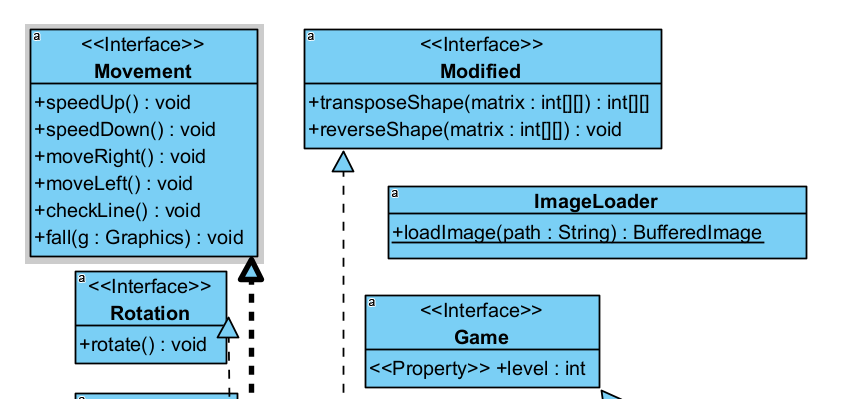 a
<<Interface>>
Movement
+speedUp() : void
+speedDown() : void
+moveRight() : void
+moveLeft() : void
+checkLine() : void
+fall(g : Graphics) : void
a
<<Interface>>
Modified
+transposeShape(matrix : int[][]) : int[][]
+reverseShape(matrix : int[][]) : void
a
ImageLoader
+loadImage(path : String) : BufferedImage
a
<<Interface>>
Rotation
+rotate() : void
a
<<Interface>>
Game
<<Property>> +level : int
a